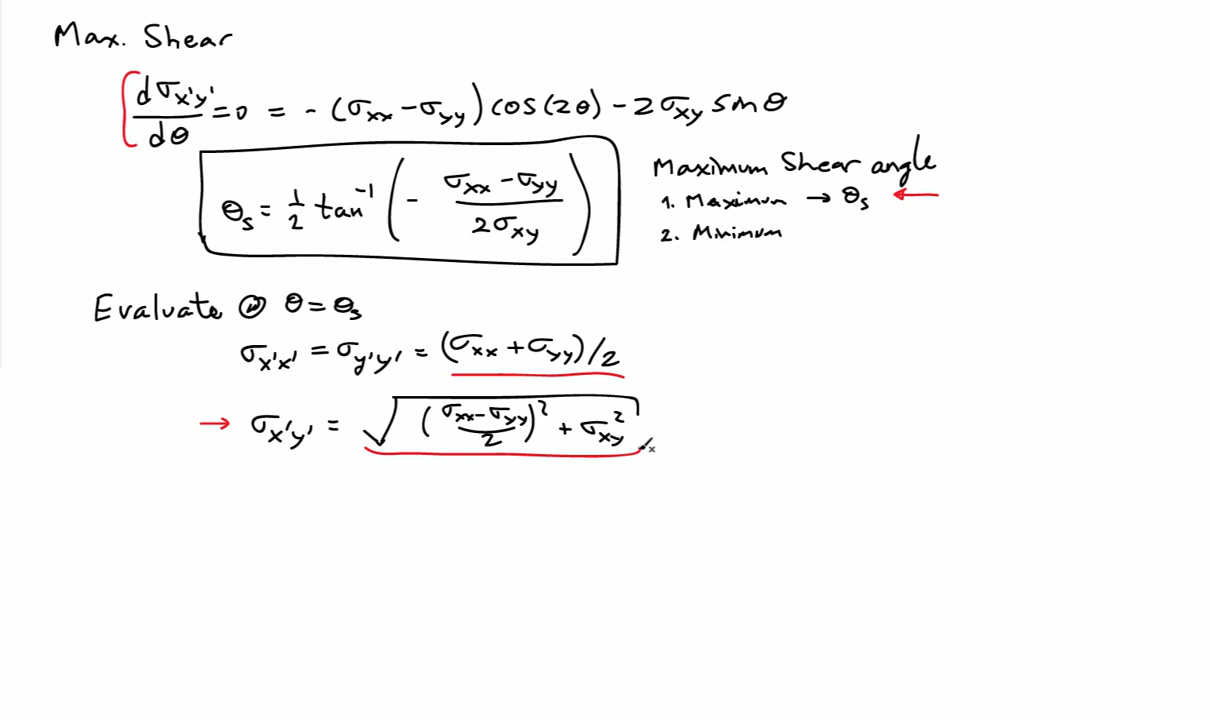 Max. Shear
dσx'y'/dθ = 0 = -(σxx - σyy) cos(2θ) - 2σxy sinθ
θs = 1/2 tan⁻¹(- (σxx - σyy)/(2σxy))
Maximum Shear angle
1. Maximum → θs ←
2. Minimum
Evaluate @ θ = θs
σx'x' = σy'y' = (σxx + σyy)/2
→ σx'y' = √(((σxx - σyy)/2)² + σxy²)